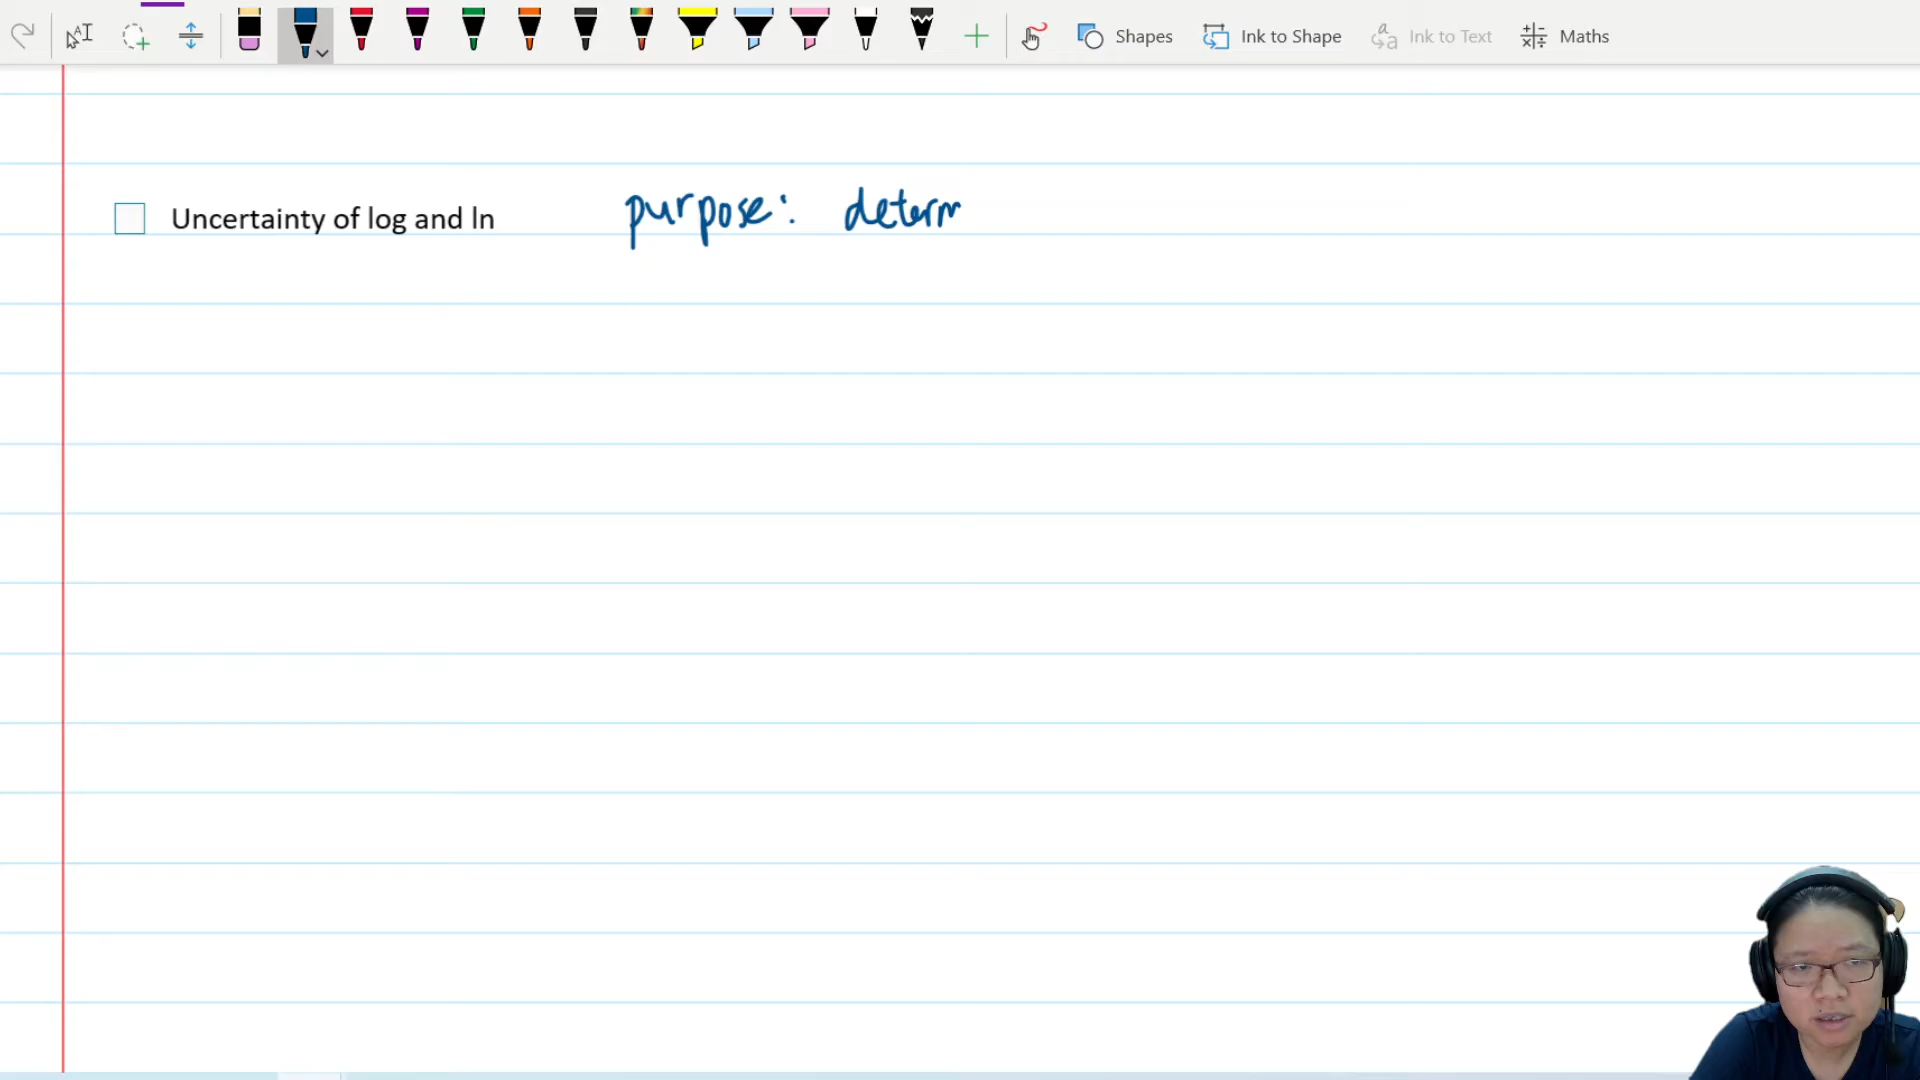 Shapes Ink to Shape Ink to Text Maths
Uncertainty of log and ln purpose: determ